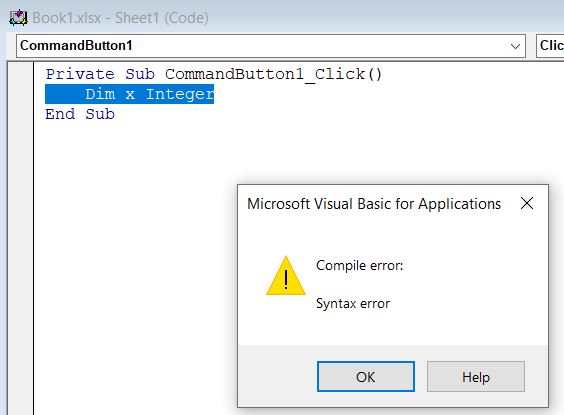 Book1.xlsx - Sheet1 (Code)
CommandButton1 Clic
Private Sub CommandButton1_Click()
Dim x Integer
End Sub
Microsoft Visual Basic for Applications
Compile error:
Syntax error
OK Help